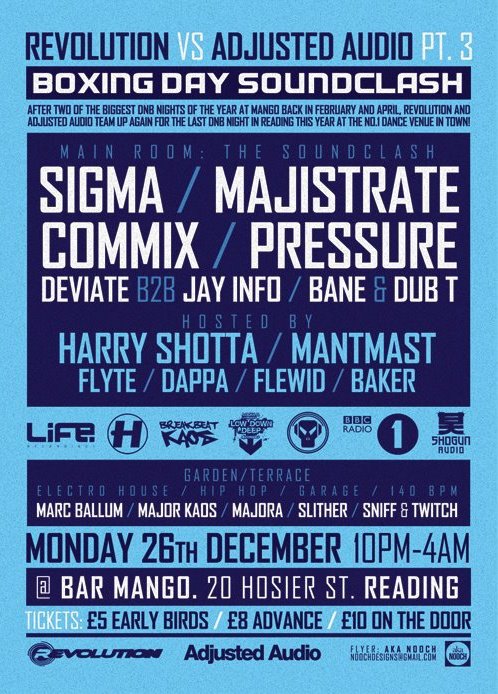 REVOLUTION VS ADJUSTED AUDIO PT. 3
BOXING DAY SOUNDCLASH
AFTER TWO OF THE BIGGEST DNB NIGHTS OF THE YEAR AT MANGO BACK IN FEBRUARY AND APRIL, REVOLUTION AND
ADJUSTED AUDIO TEAM UP AGAIN FOR THE LAST DNB NIGHT IN READING THIS YEAR AT THE NO.1 DANCE VENUE IN TOWN!
MAIN ROOM: THE SOUNDCLASH
SIGMA / MAJISTRATE
COMMIX / PRESSURE
DEVIATE B2B JAY INFO / BANE & DUB T
HOSTED BY
HARRY SHOTTA / MANTMAST
FLYTE / DAPPA / FLEWID / BAKER
LIFE
H
BREAKBEAT
KAOS
LOW DOWN
DEEP
BBC
RADIO
1
SHOGUN
AUDIO
GARDEN/TERRACE
ELECTRO HOUSE / HIP HOP / GARAGE / 140 BPM
MARC BALLUM / MAJOR KAOS / MAJORA / SLITHER / SNIFF & TWITCH
MONDAY 26TH DECEMBER 10PM-4AM
@ BAR MANGO. 20 HOSIER ST. READING
TICKETS: £5 EARLY BIRDS / £8 ADVANCE / £10 ON THE DOOR
REVOLUTION
Adjusted Audio
FLYER: AKA NOOCH
NOOCHDESIGNS@GMAIL.COM
aka
NOOCH